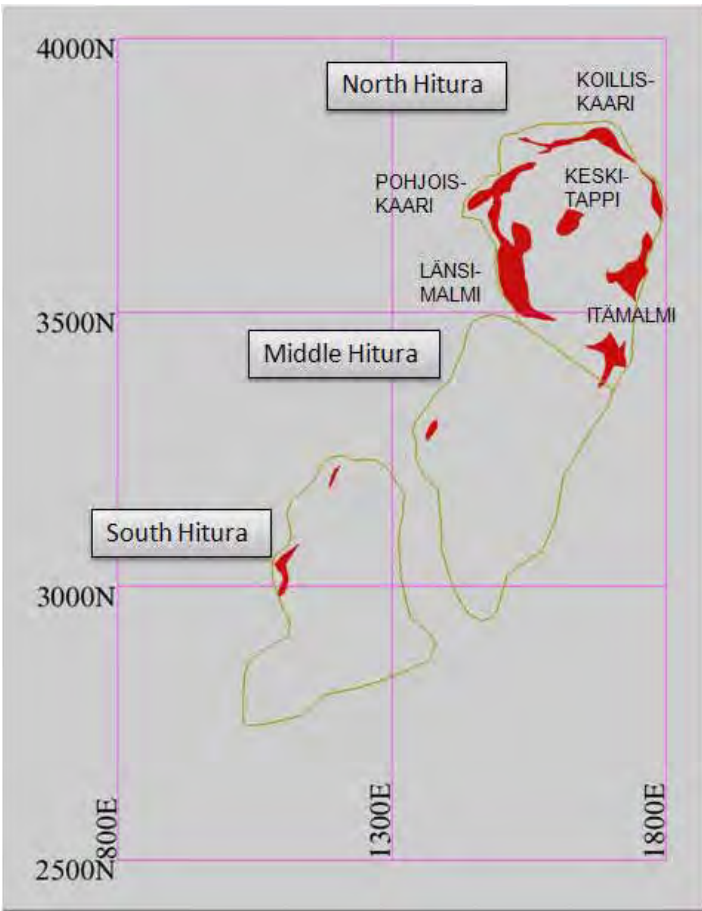 4000N
North Hitura
KOILLIS-
KAARI
POHJOIS-
KAARI
KESKI-
TAPPI
LÄNSI-
MALMI
3500N
ITÄMALMI
Middle Hitura
South Hitura
3000N
800E
1300E
1800E
2500N